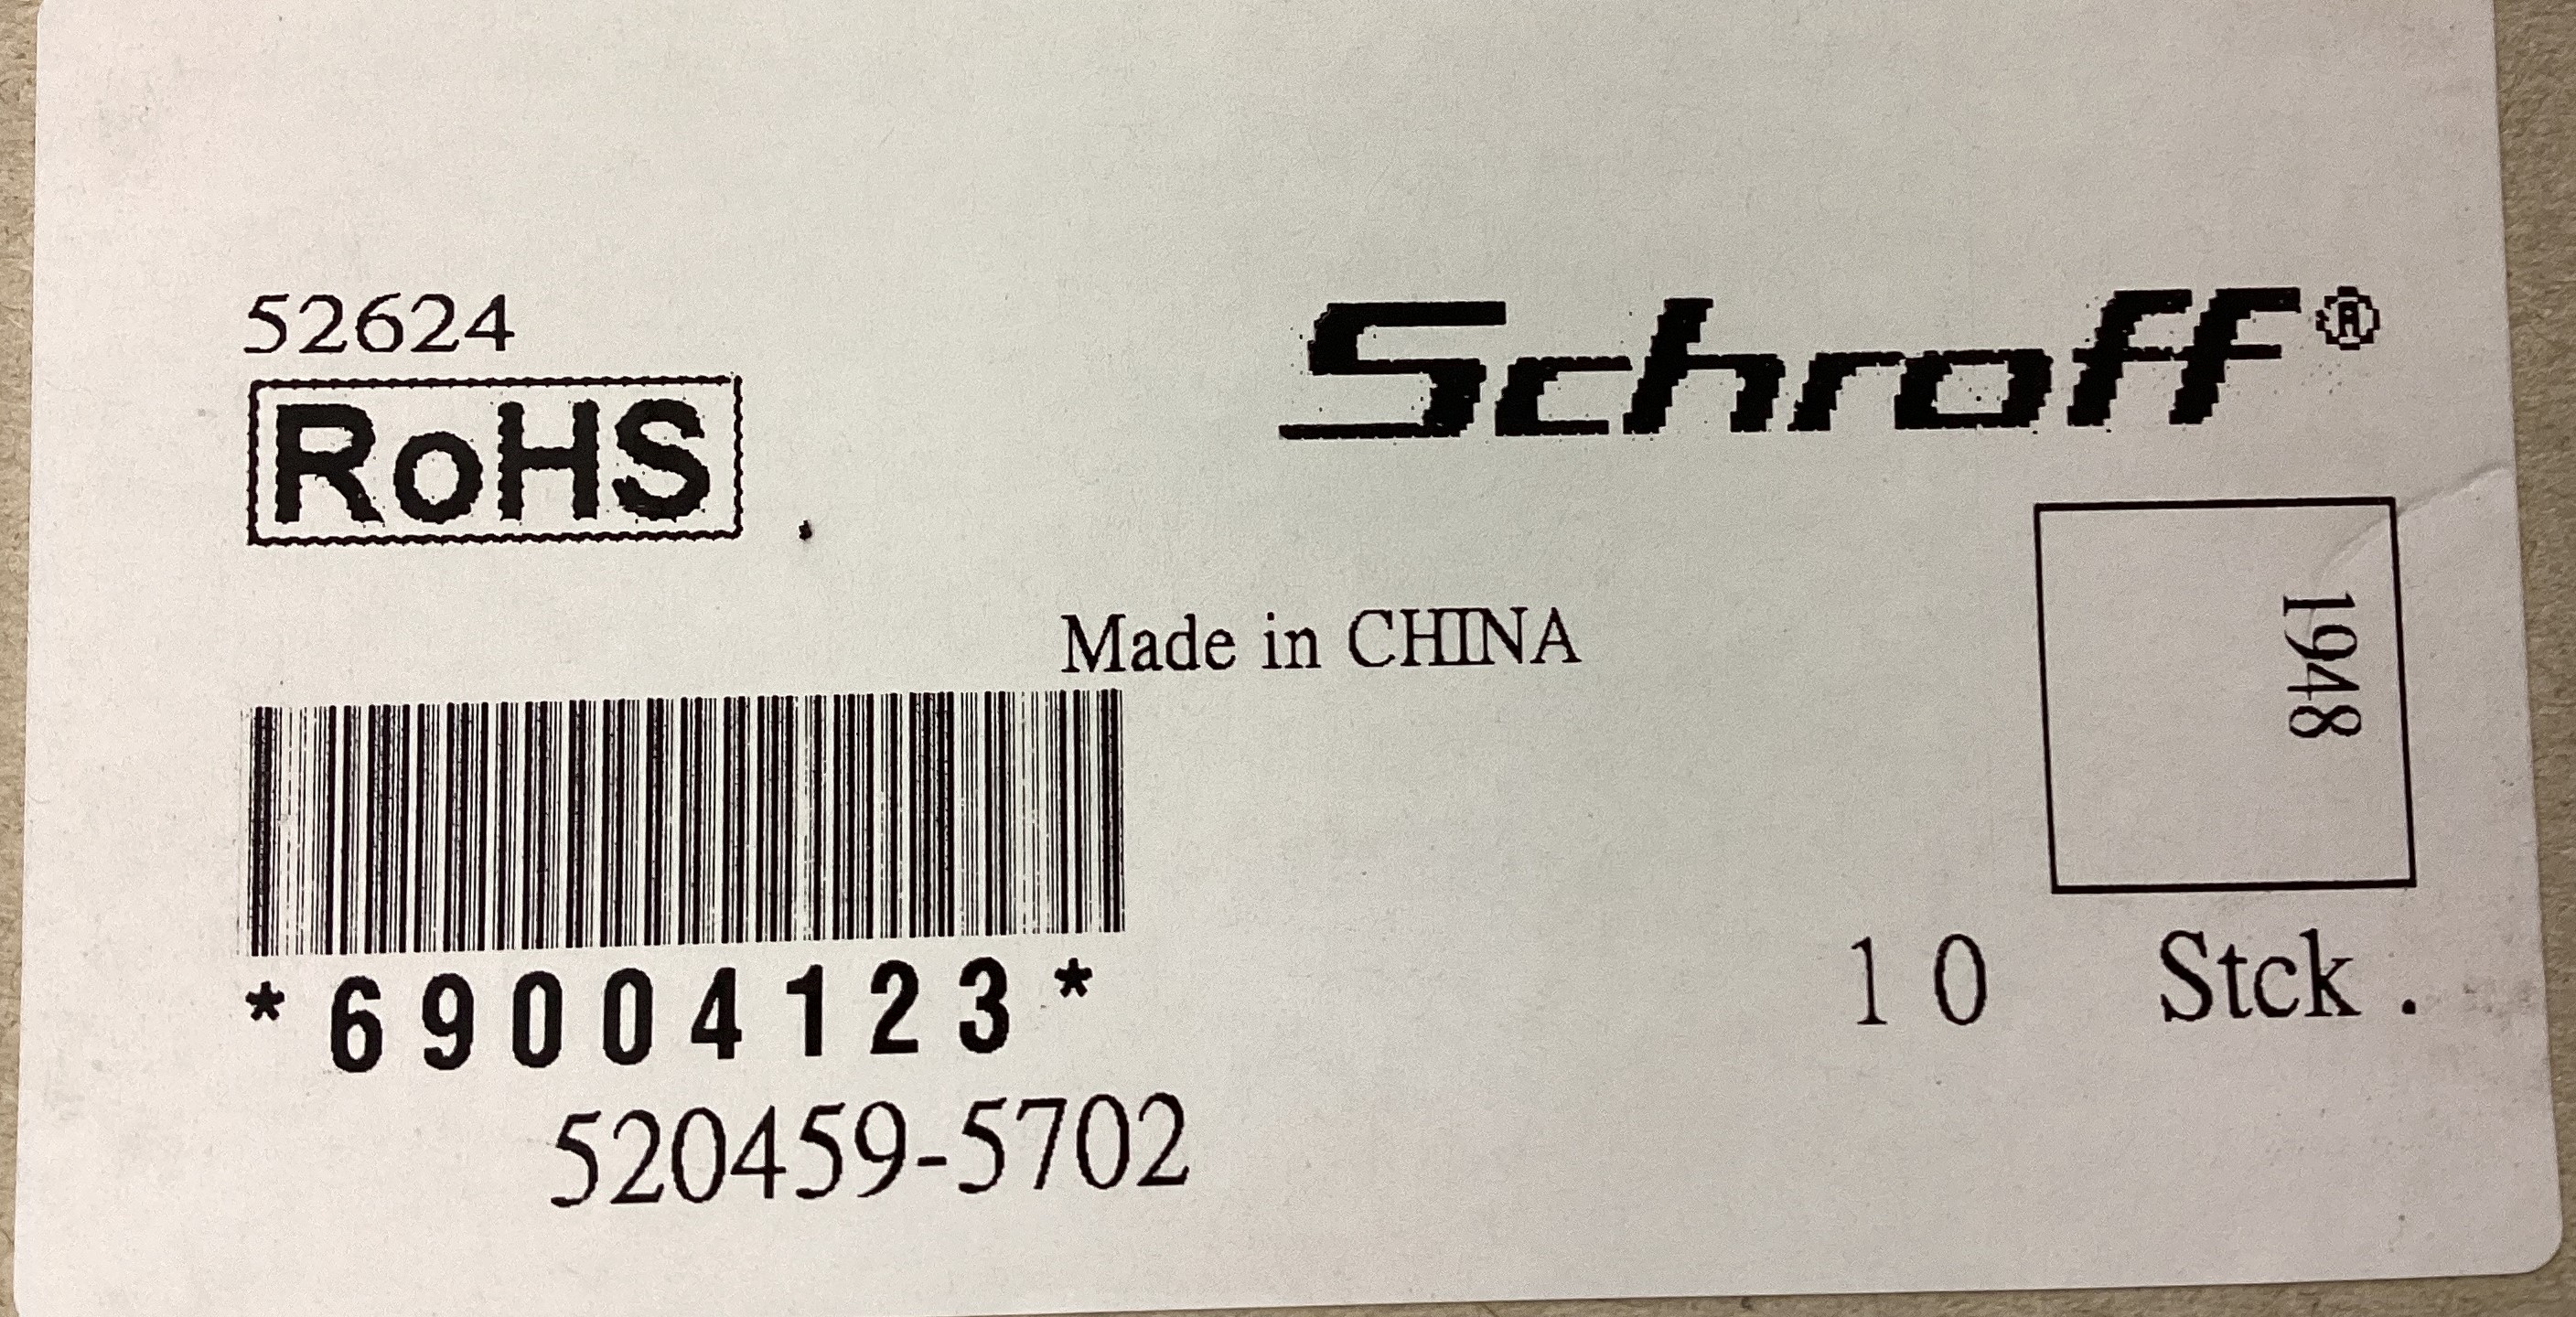 52624
Schroff®
RoHS
Made in CHINA
1948
*69004123*
10 Stck.
520459-5702